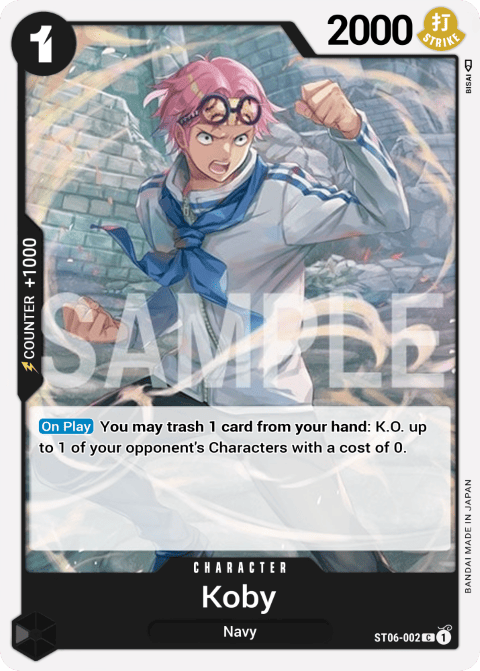 1
2000
打
STRIKE
BISAI
COUNTER +1000
SAMPLE
On Play You may trash 1 card from your hand: K.O. up
to 1 of your opponent's Characters with a cost of 0.
BANDAI MADE IN JAPAN
CHARACTER
Koby
Navy
ST06-002 C 1